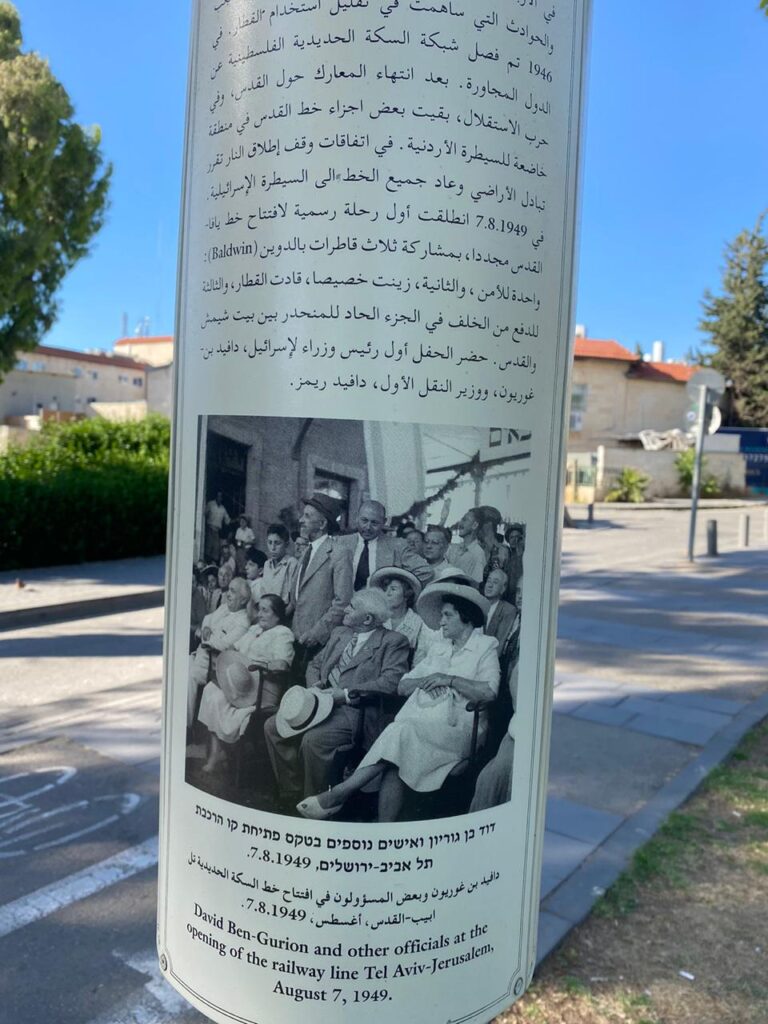 في الأر
والحوادث التي ساهمت في تقليل استخدام القطار. في
1946 تم فصل شبكة السكة الحديدية الفلسطينية عن
الدول المجاورة. بعد انتهاء المعارك حول القدس، وفي
حرب الاستقلال، بقيت بعض اجزاء خط القدس في منطقة
خاضعة للسيطرة الأردنية. في اتفاقات وقف إطلاق النار تقرر
تبادل الأراضي وعاد جميع الخط الى السيطرة الإسرائيلية.
في 7.8.1949 انطلقت أول رحلة رسمية لافتتاح خط يافا-
القدس مجددا، بمشاركة ثلاث قاطرات بالدوين (Baldwin):
واحدة للأمن، والثانية، زينت خصيصا، قادت القطار، والثالثة
للدفع من الخلف في الجزء الحاد للمنحدر بين بيت شيمش
والقدس. حضر الحفل أول رئيس وزراء لإسرائيل، دافيد بن-
غوريون، ووزير النقل الأول، دافيد ريمز.
דוד בן גוריון ואישים נוספים בטקס פתיחת קו הרכבת
תל אביב-ירושלים, 7.8.1949.
دافيد بن غوريون وبعض المسؤولون في افتتاح خط السكة الحديدية تل
ابيب-القدس، أغسطس، 7.8.1949.
David Ben-Gurion and other officials at the
opening of the railway line Tel Aviv-Jerusalem,
August 7, 1949.